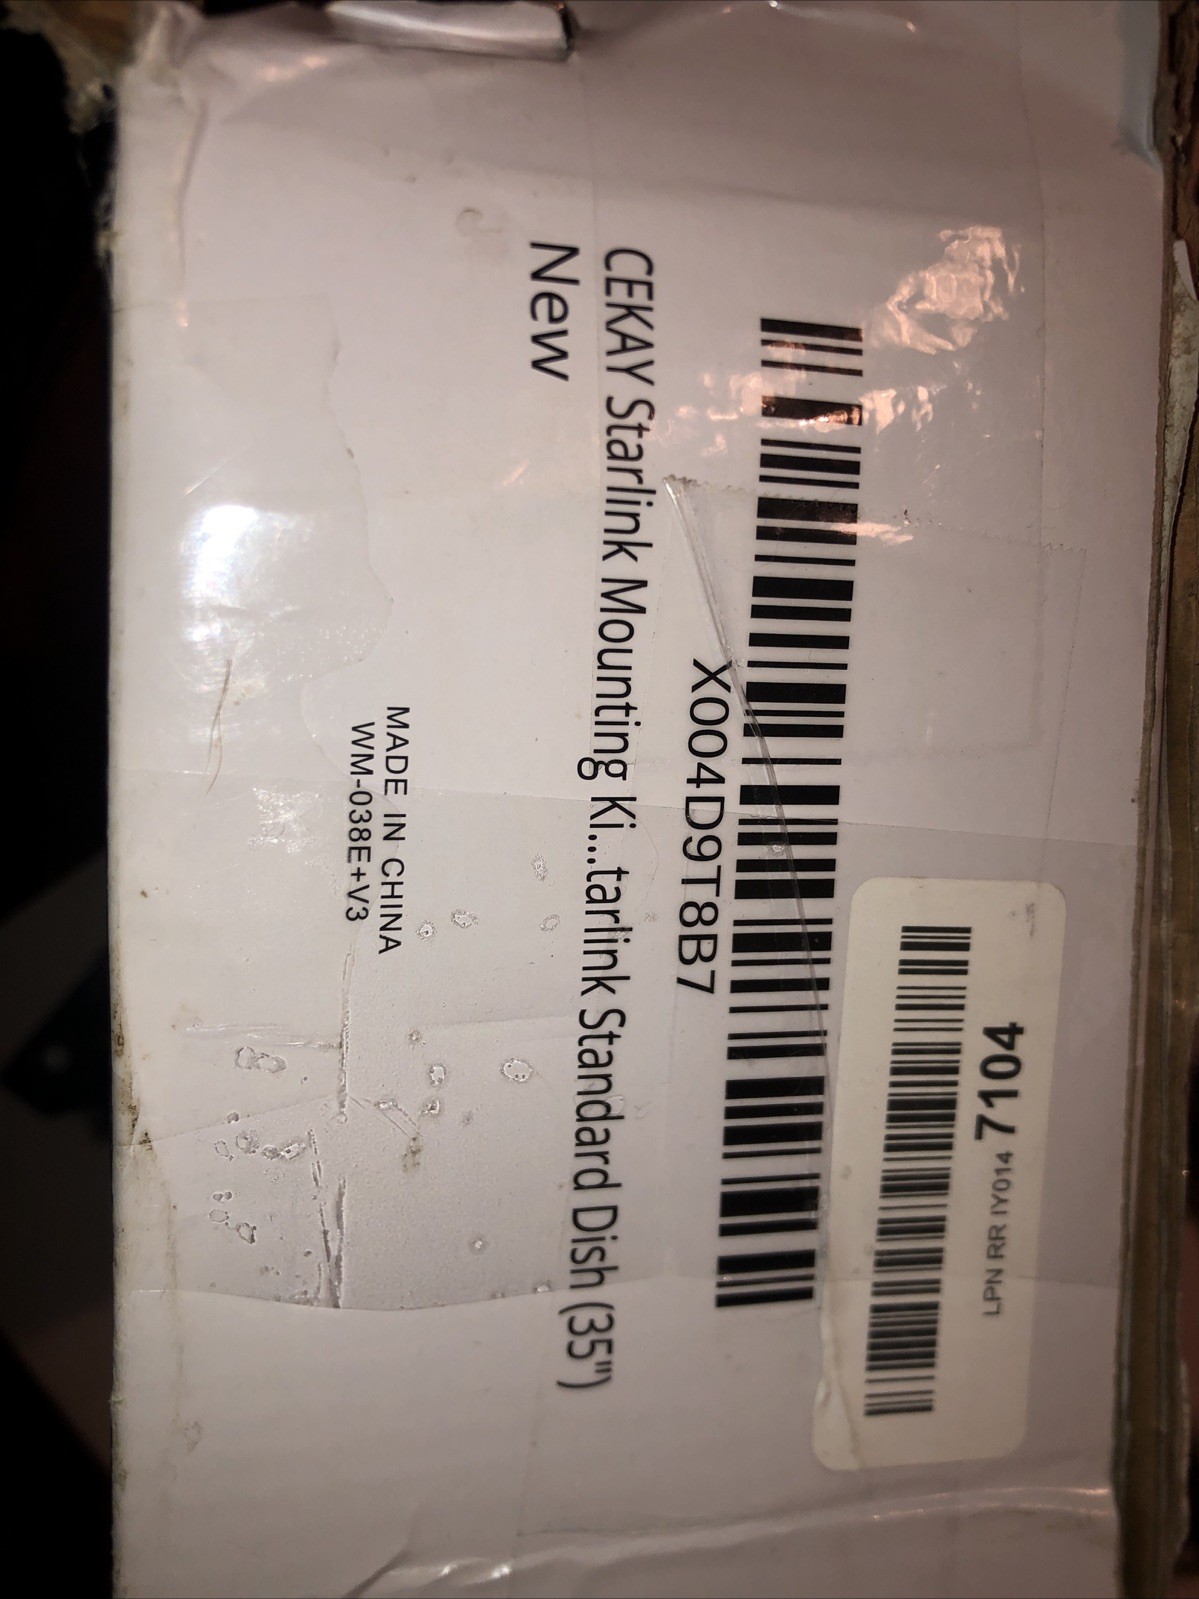 7104
LPN RR IY014
X004D9T8B7
CEKAY Starlink Mounting Ki...tarlink Standard Dish (35")
New
MADE IN CHINA
WM-038E+V3